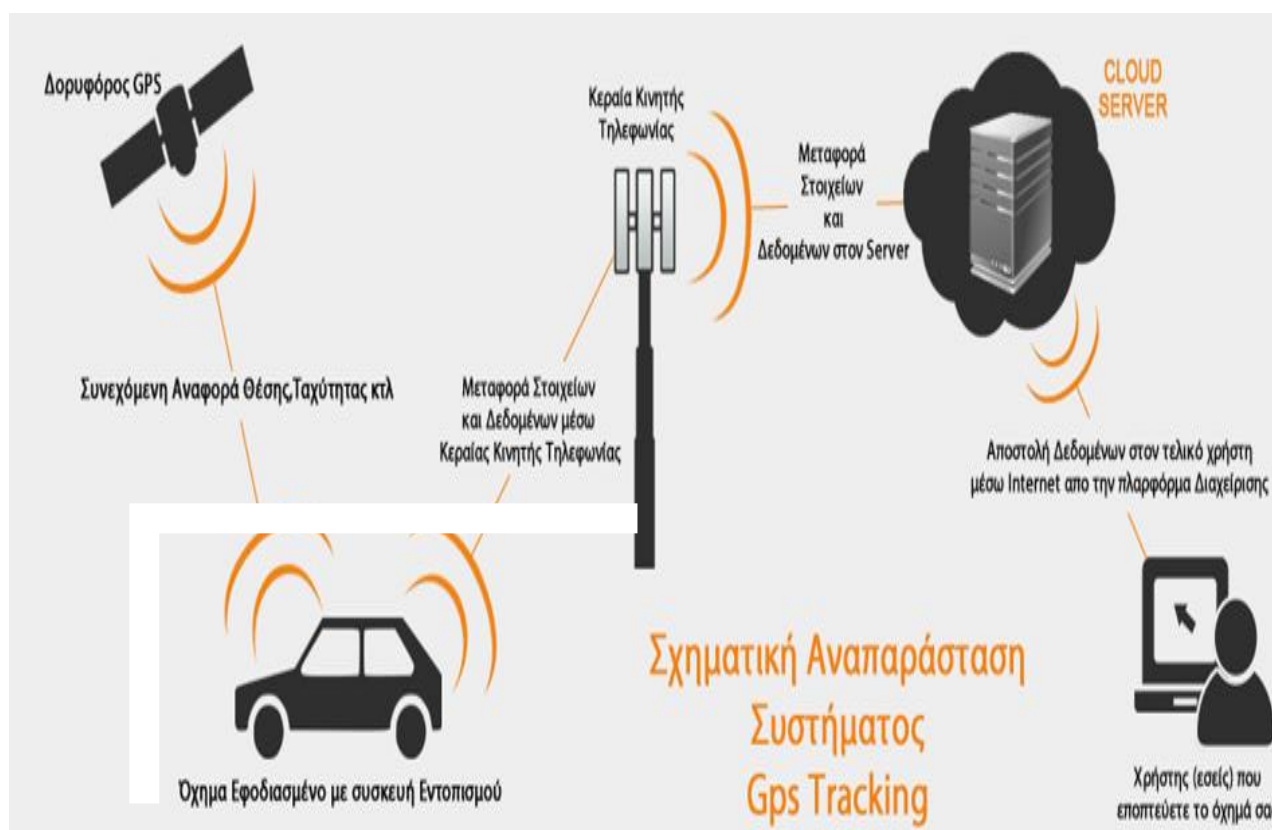 Δορυφόρος GPS
Κεραία Κινητής
Τηλεφωνίας
CLOUD
SERVER
Μεταφορά
Στοιχείων
και
Δεδομένων στον Server
Συνεχόμενη Αναφορά Θέσης,Ταχύτητας κτλ
Μεταφορά Στοιχείων
και Δεδομένων μέσω
Κεραίας Κινητής Τηλεφωνίας
Αποστολή Δεδομένων στον τελικό χρήστη
μέσω Internet απο την πλαρφόρμα Διαχείρισης
Όχημα Εφοδιασμένο με συσκευή Εντοπισμού
Σχηματική Αναπαράσταση
Συστήματος
Gps Tracking
Χρήστης (εσείς) που
εποπτεύετε το όχημά